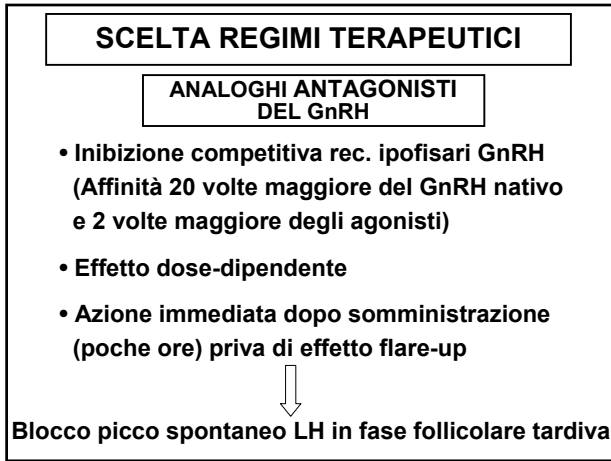 SCELTA REGIMI TERAPEUTICI
ANALOGHI ANTAGONISTI
DEL GnRH
• Inibizione competitiva rec. ipofisari GnRH
(Affinità 20 volte maggiore del GnRH nativo
e 2 volte maggiore degli agonisti)
• Effetto dose-dipendente
• Azione immediata dopo somministrazione
(poche ore) priva di effetto flare-up
Blocco picco spontaneo LH in fase follicolare tardiva